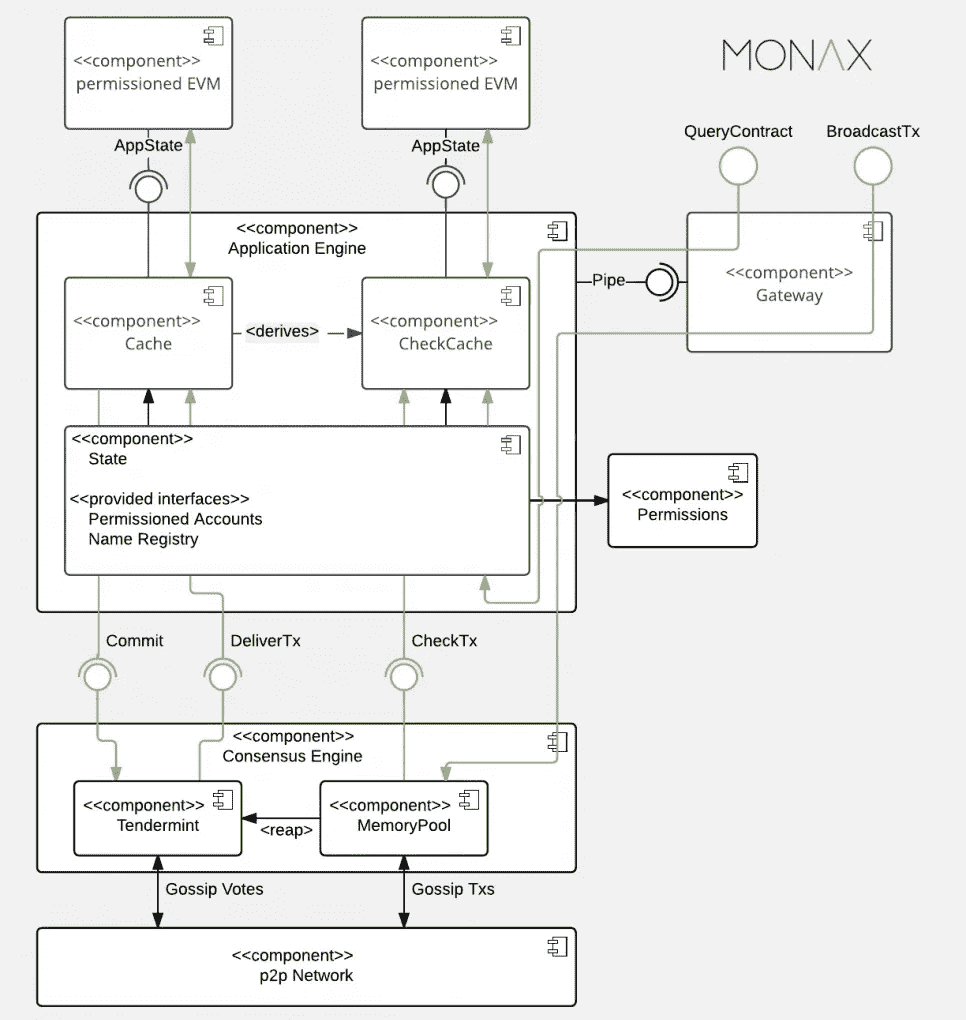 MONAX
<<component>>
permissioned EVM
<<component>>
permissioned EVM
AppState
AppState
QueryContract
BroadcastTx
<<component>>
Application Engine
Pipe
<<component>>
Gateway
<<component>>
Cache
<derives>
<<component>>
CheckCache
<<component>>
State
<<provided interfaces>>
Permissioned Accounts
Name Registry
<<component>>
Permissions
Commit
DeliverTx
CheckTx
<<component>>
Consensus Engine
<<component>>
Tendermint
<reap>
<<component>>
MemoryPool
Gossip Votes
Gossip Txs
<<component>>
p2p Network